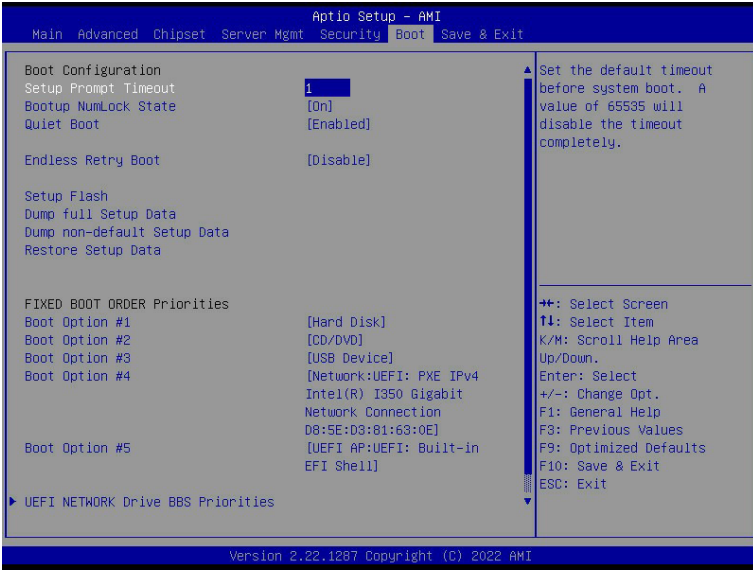 Aptio Setup - AMI
Main Advanced Chipset Server Mgmt Security Boot Save & Exit
Boot Configuration
Setup Prompt Timeout 1
Bootup NumLock State [On]
Quiet Boot [Enabled]
Endless Retry Boot [Disable]
Setup Flash
Dump full Setup Data
Dump non-default Setup Data
Restore Setup Data
FIXED BOOT ORDER Priorities
Boot Option #1 [Hard Disk]
Boot Option #2 [CD/DVD]
Boot Option #3 [USB Device]
Boot Option #4 [Network:UEFI: PXE IPv4
Intel(R) I350 Gigabit
Network Connection
D8:5E:D3:81:63:0E]
Boot Option #5 [UEFI AP:UEFI: Built-in
EFI Shell]
UEFI NETWORK Drive BBS Priorities
Set the default timeout
before system boot. A
value of 65535 will
disable the timeout
completely.
→←: Select Screen
↑↓: Select Item
K/M: Scroll Help Area
Up/Down.
Enter: Select
+/-: Change Opt.
F1: General Help
F3: Previous Values
F9: Optimized Defaults
F10: Save & Exit
ESC: Exit
Version 2.22.1287 Copyright (C) 2022 AMI